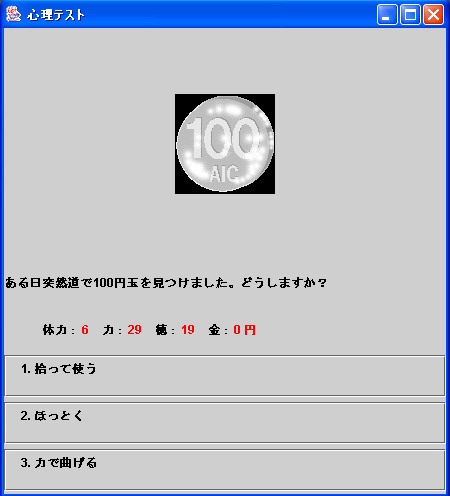 心理テスト
100
AIC
ある日突然道で100円玉を見つけました。どうしますか？
体力：6 力：29 徳：19 金：0 円
1. 拾って使う
2. ほっとく
3. 力で曲げる